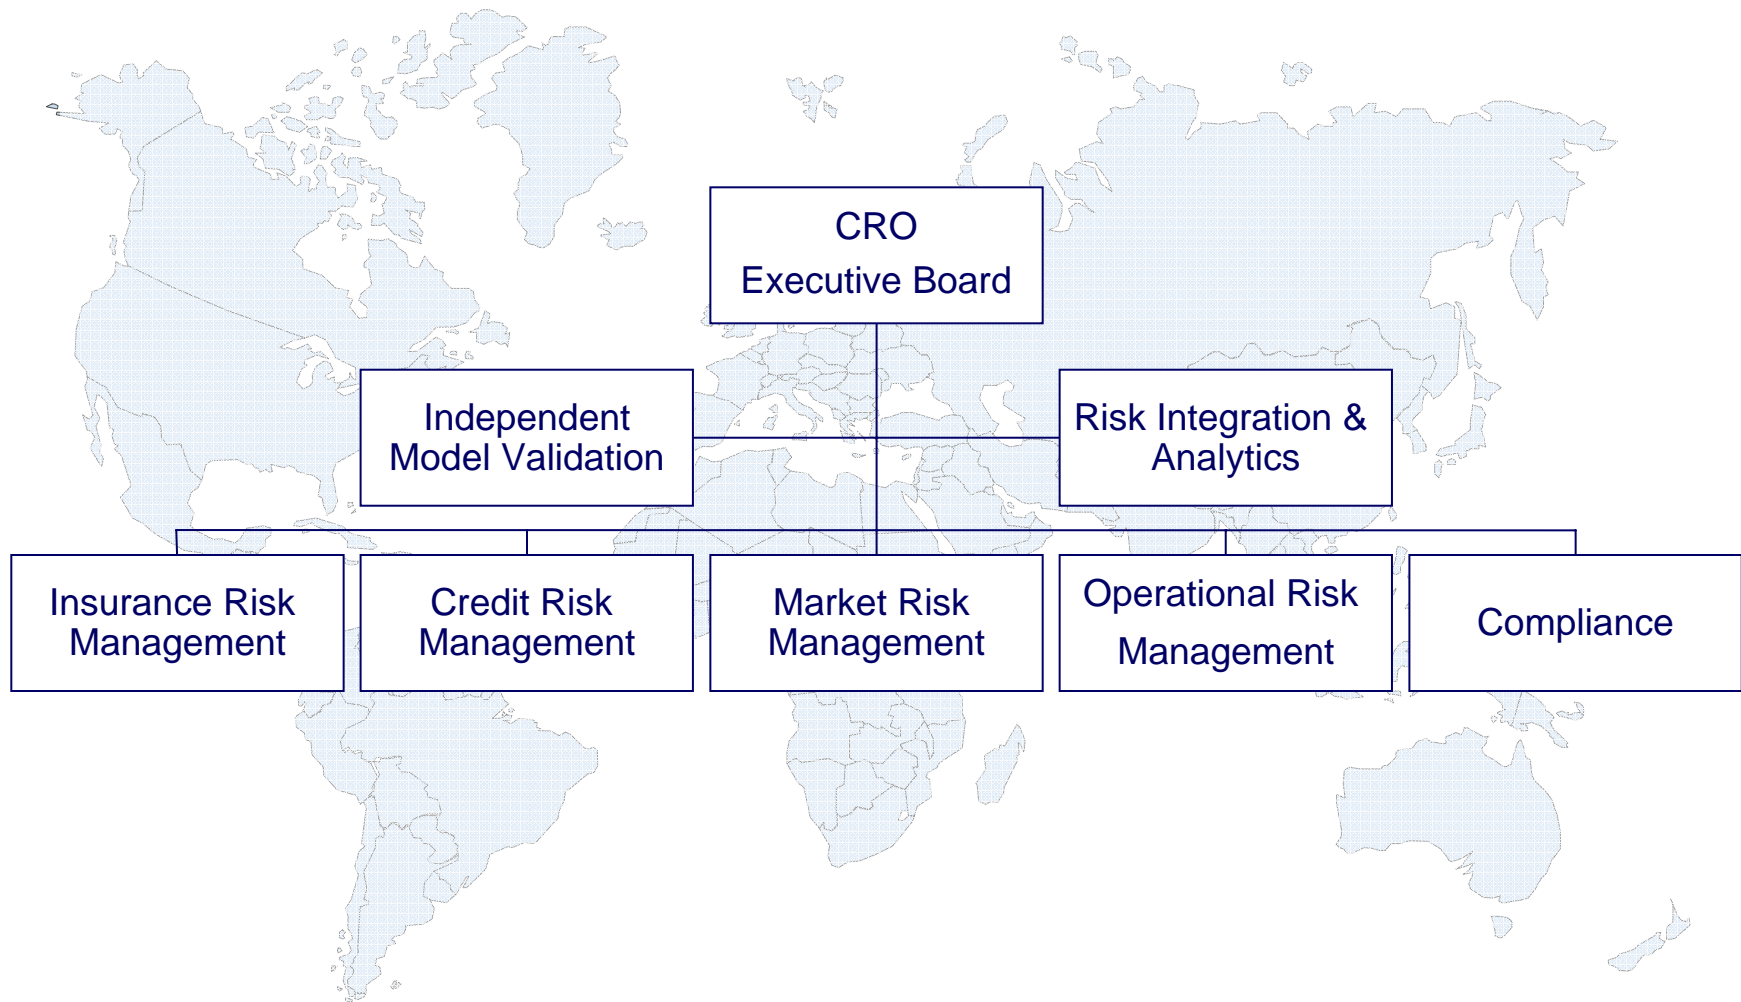 CRO
Executive Board
Independent
Model Validation
Risk Integration &
Analytics
Insurance Risk
Management
Credit Risk
Management
Market Risk
Management
Operational Risk
Management
Compliance